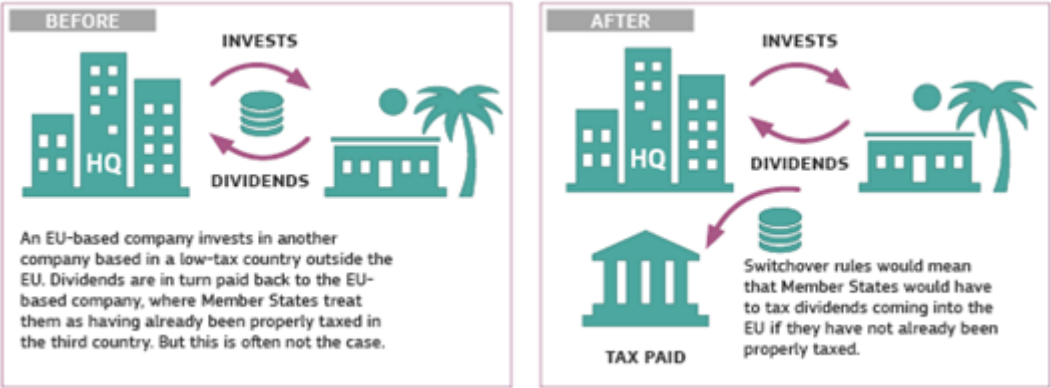 BEFORE
INVESTS
HQ
DIVIDENDS
An EU-based company invests in another
company based in a low-tax country outside the
EU. Dividends are in turn paid back to the EU-
based company, where Member States treat
them as having already been properly taxed in
the third country. But this is often not the case.
AFTER
INVESTS
HQ
DIVIDENDS
Switchover rules would mean
that Member States would have
to tax dividends coming into the
EU if they have not already been
properly taxed.
TAX PAID